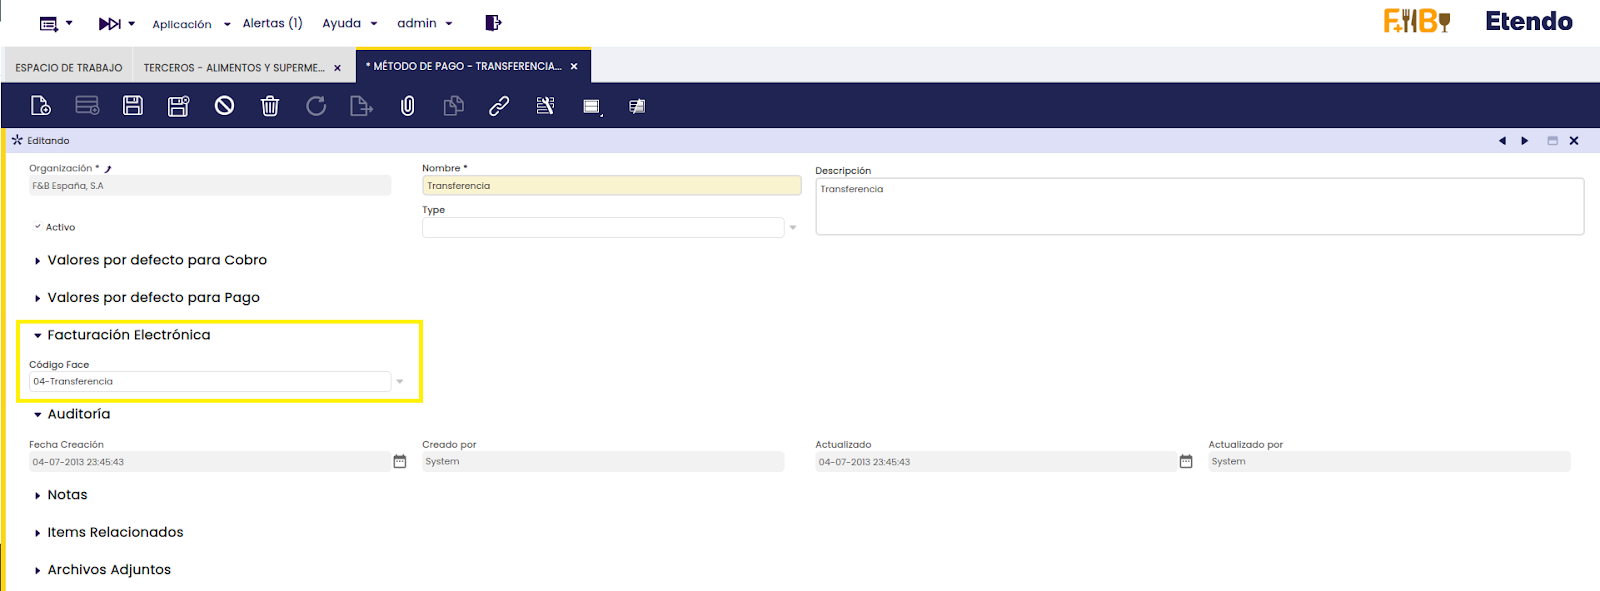 Aplicación Alertas (1) Ayuda admin F&B Etendo
ESPACIO DE TRABAJO TERCEROS - ALIMENTOS Y SUPERME... × * MÉTODO DE PAGO - TRANSFERENCIA... ×
Editando
Organización *
F&B España, S.A
Nombre *
Transferencia
Descripción
Transferencia
Activo
Type
Valores por defecto para Cobro
Valores por defecto para Pago
Facturación Electrónica
Código Face
04-Transferencia
Auditoría
Fecha Creación Creado por Actualizado Actualizado por
04-07-2013 23:45:43 System 04-07-2013 23:45:43 System
Notas
Items Relacionados
Archivos Adjuntos